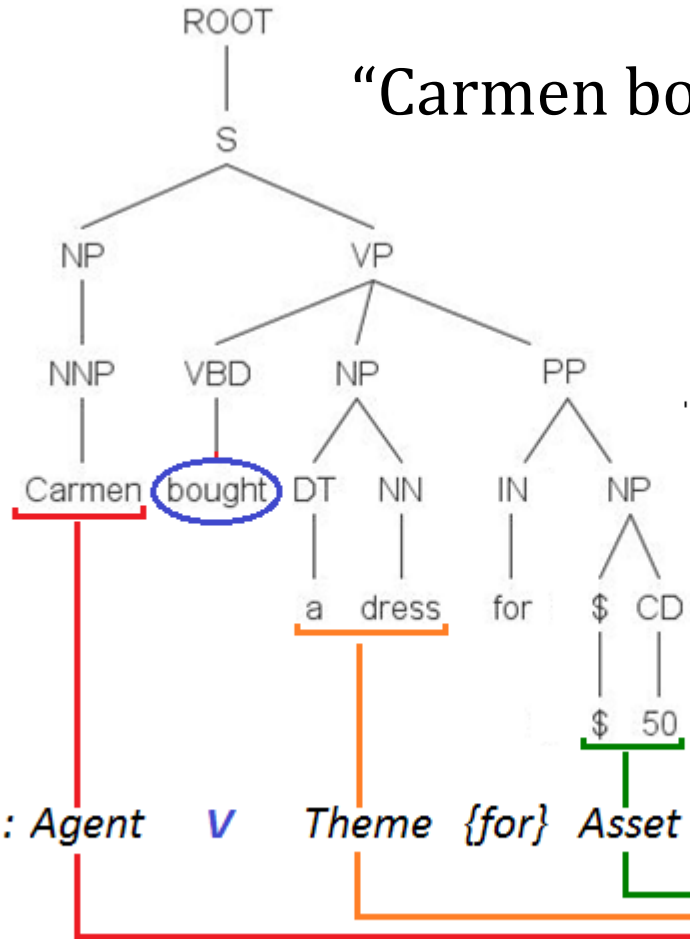 ROOT
“Carmen bo
S
NP VP
NNP VBD NP PP
Carmen bought DT NN IN NP
a dress for $ CD
$ 50
: Agent V Theme {for} Asset